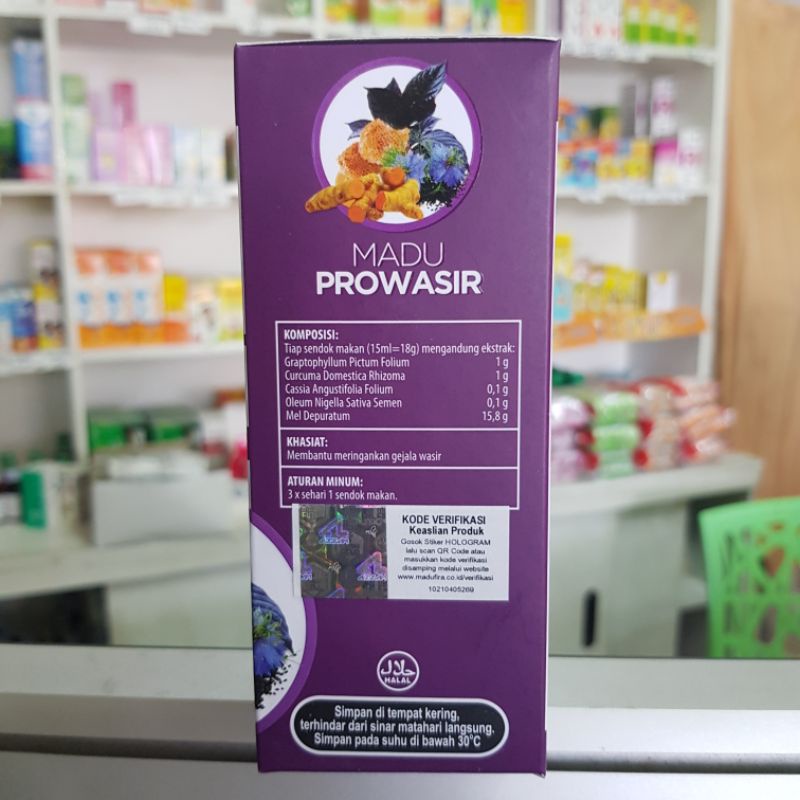 MADU
PROWASIR
KOMPOSISI:
Tiap sendok makan (15ml=18g) mengandung ekstrak:
Graptophyllum Pictum Folium 1 g
Curcuma Domestica Rhizoma 1 g
Cassia Angustifolia Folium 0,1 g
Oleum Nigella Sativa Semen 0,1 g
Mel Depuratum 15,8 g
KHASIAT:
Membantu meringankan gejala wasir
ATURAN MINUM:
3 x sehari 1 sendok makan.
KODE VERIFIKASI
Keaslian Produk
Gosok Stiker HOLOGRAM
lalu scan QR Code atau
masukkan kode verifikasi
disamping melalui website
www.madufira.co.id/verifikasi
10210405269
حلال
HALAL
Simpan di tempat kering,
terhindar dari sinar matahari langsung.
Simpan pada suhu di bawah 30°C